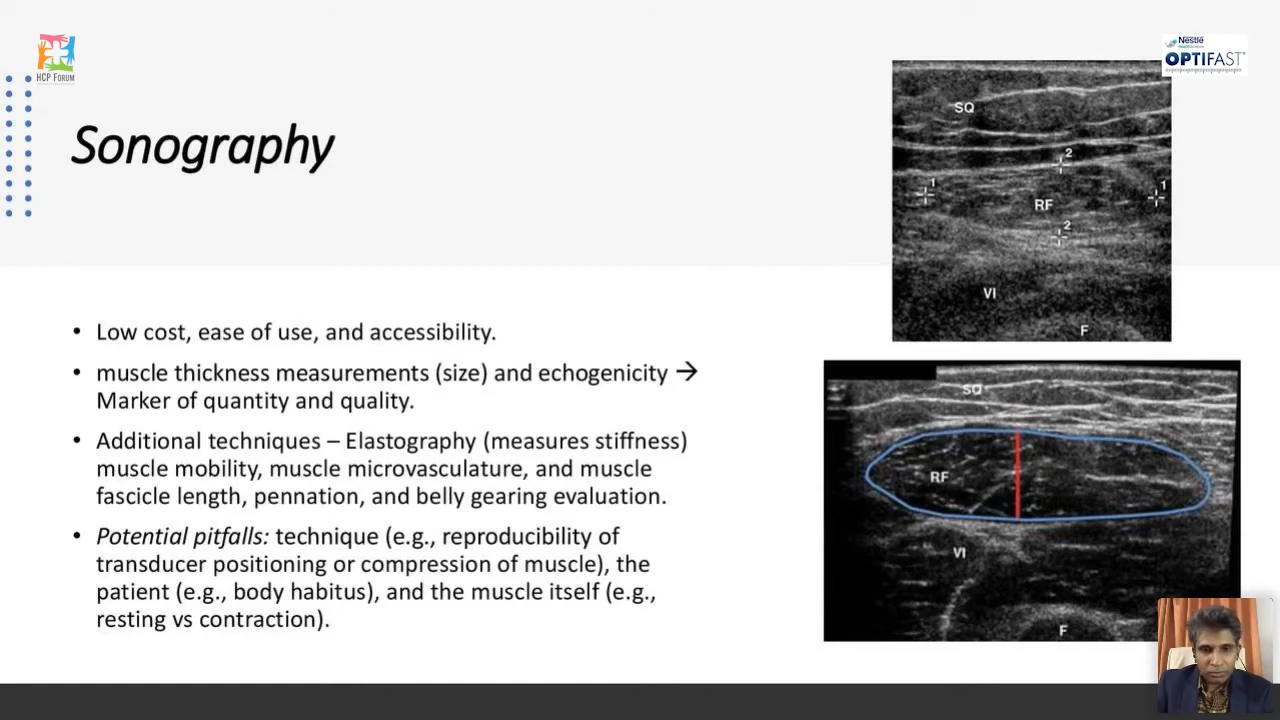 HCP FORUM
Nestlé
HealthScience
OPTIFAST
Sonography
• Low cost, ease of use, and accessibility.
• muscle thickness measurements (size) and echogenicity →
Marker of quantity and quality.
• Additional techniques – Elastography (measures stiffness)
muscle mobility, muscle microvasculature, and muscle
fascicle length, pennation, and belly gearing evaluation.
• Potential pitfalls: technique (e.g., reproducibility of
transducer positioning or compression of muscle), the
patient (e.g., body habitus), and the muscle itself (e.g.,
resting vs contraction).
SQ
2
1
1
RF
2
VI
F
SQ
RF
VI
F